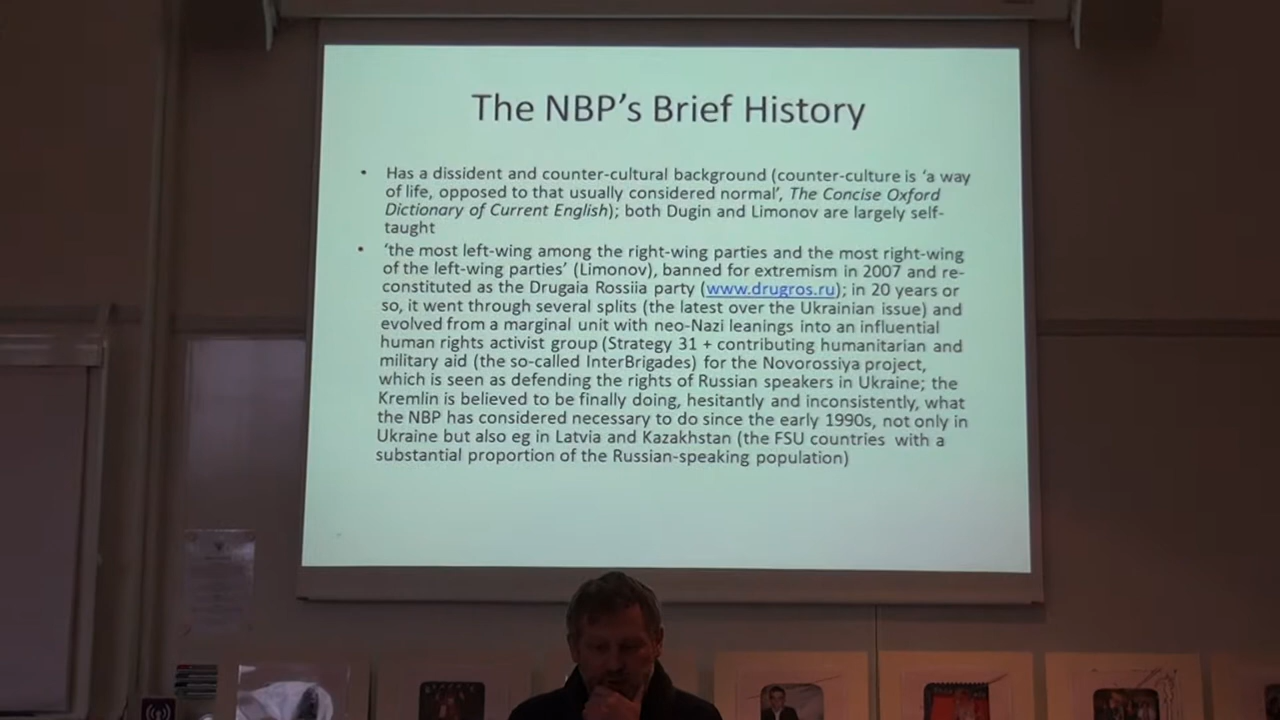 The NBP's Brief History
• Has a dissident and counter-cultural background (counter-culture is 'a way
of life, opposed to that usually considered normal', The Concise Oxford
Dictionary of Current English); both Dugin and Limonov are largely self-
taught
• 'the most left-wing among the right-wing parties and the most right-wing
of the left-wing parties' (Limonov), banned for extremism in 2007 and re-
constituted as the Drugaia Rossiia party (www.drugros.ru); in 20 years or
so, it went through several splits (the latest over the Ukrainian issue) and
evolved from a marginal unit with neo-Nazi leanings into an influential
human rights activist group (Strategy 31 + contributing humanitarian and
military aid (the so-called InterBrigades) for the Novorossiya project,
which is seen as defending the rights of Russian speakers in Ukraine; the
Kremlin is believed to be finally doing, hesitantly and inconsistently, what
the NBP has considered necessary to do since the early 1990s, not only in
Ukraine but also eg in Latvia and Kazakhstan (the FSU countries with a
substantial proportion of the Russian-speaking population)